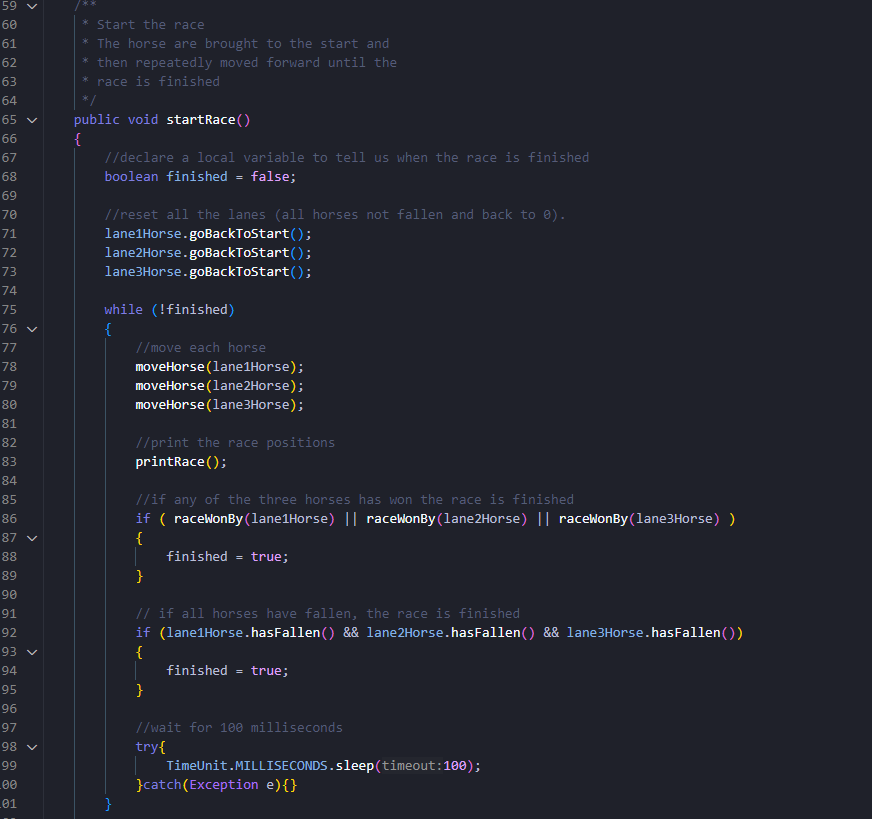 59 /**
60 * Start the race
61 * The horse are brought to the start and
62 * then repeatedly moved forward until the
63 * race is finished
64 */
65 public void startRace()
66 {
67 //declare a local variable to tell us when the race is finished
68 boolean finished = false;
69
70 //reset all the lanes (all horses not fallen and back to 0).
71 lane1Horse.goBackToStart();
72 lane2Horse.goBackToStart();
73 lane3Horse.goBackToStart();
74
75 while (!finished)
76 {
77 //move each horse
78 moveHorse(lane1Horse);
79 moveHorse(lane2Horse);
80 moveHorse(lane3Horse);
81
82 //print the race positions
83 printRace();
84
85 //if any of the three horses has won the race is finished
86 if ( raceWonBy(lane1Horse) || raceWonBy(lane2Horse) || raceWonBy(lane3Horse) )
87 {
88 finished = true;
89 }
90
91 // if all horses have fallen, the race is finished
92 if (lane1Horse.hasFallen() && lane2Horse.hasFallen() && lane3Horse.hasFallen())
93 {
94 finished = true;
95 }
96
97 //wait for 100 milliseconds
98 try{
99 TimeUnit.MILLISECONDS.sleep(timeout:100);
00 }catch(Exception e){}
01 }